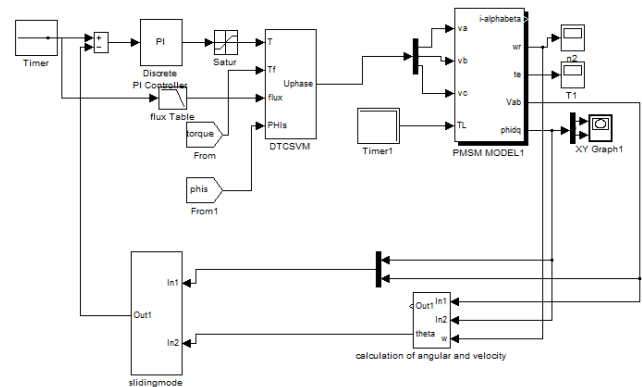 Timer
+
−
PI
Discrete
PI Controller
Satur
flux Table
torque
From
phis
From1
T
Tf
flux
PHIs
Uphase
DTCSVM
Timer1
va
vb
vc
TL
i-alphabeta
wr
te
Vab
phidq
PMSM MODEL1
n2
T1
XY Graph1
Out1
In1
In2
slidingmode
Out1
theta
In1
In2
w
calculation of angular and velocity